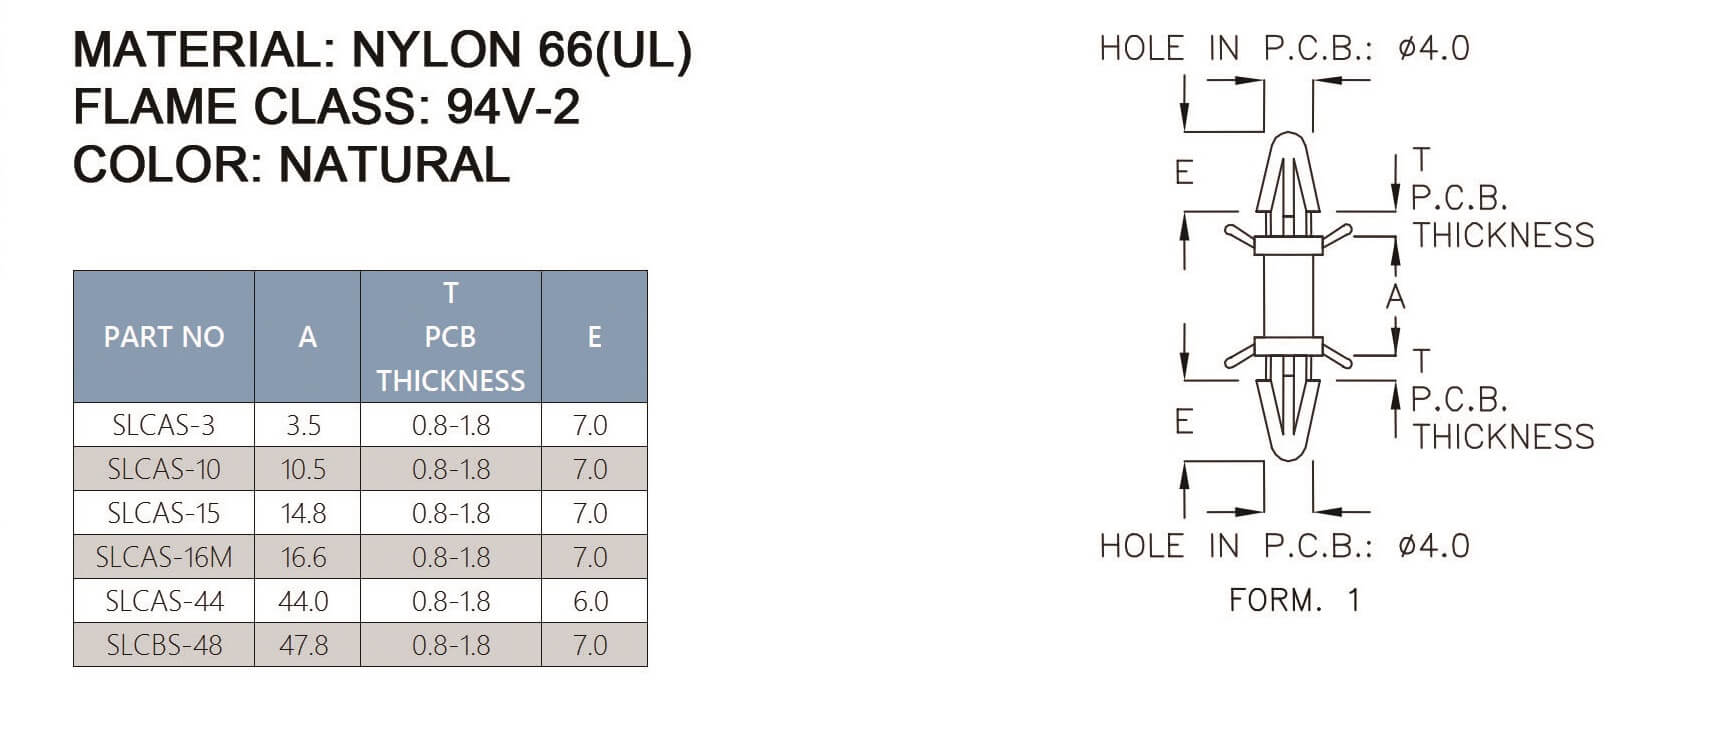 MATERIAL: NYLON 66(UL)
FLAME CLASS: 94V-2
COLOR: NATURAL
PART NO A T PCB THICKNESS E
SLCAS-3 3.5 0.8-1.8 7.0
SLCAS-10 10.5 0.8-1.8 7.0
SLCAS-15 14.8 0.8-1.8 7.0
SLCAS-16M 16.6 0.8-1.8 7.0
SLCAS-44 44.0 0.8-1.8 6.0
SLCBS-48 47.8 0.8-1.8 7.0
HOLE IN P.C.B.: ø4.0
E
T
P.C.B.
THICKNESS
A
T
P.C.B.
THICKNESS
E
HOLE IN P.C.B.: ø4.0
FORM. 1